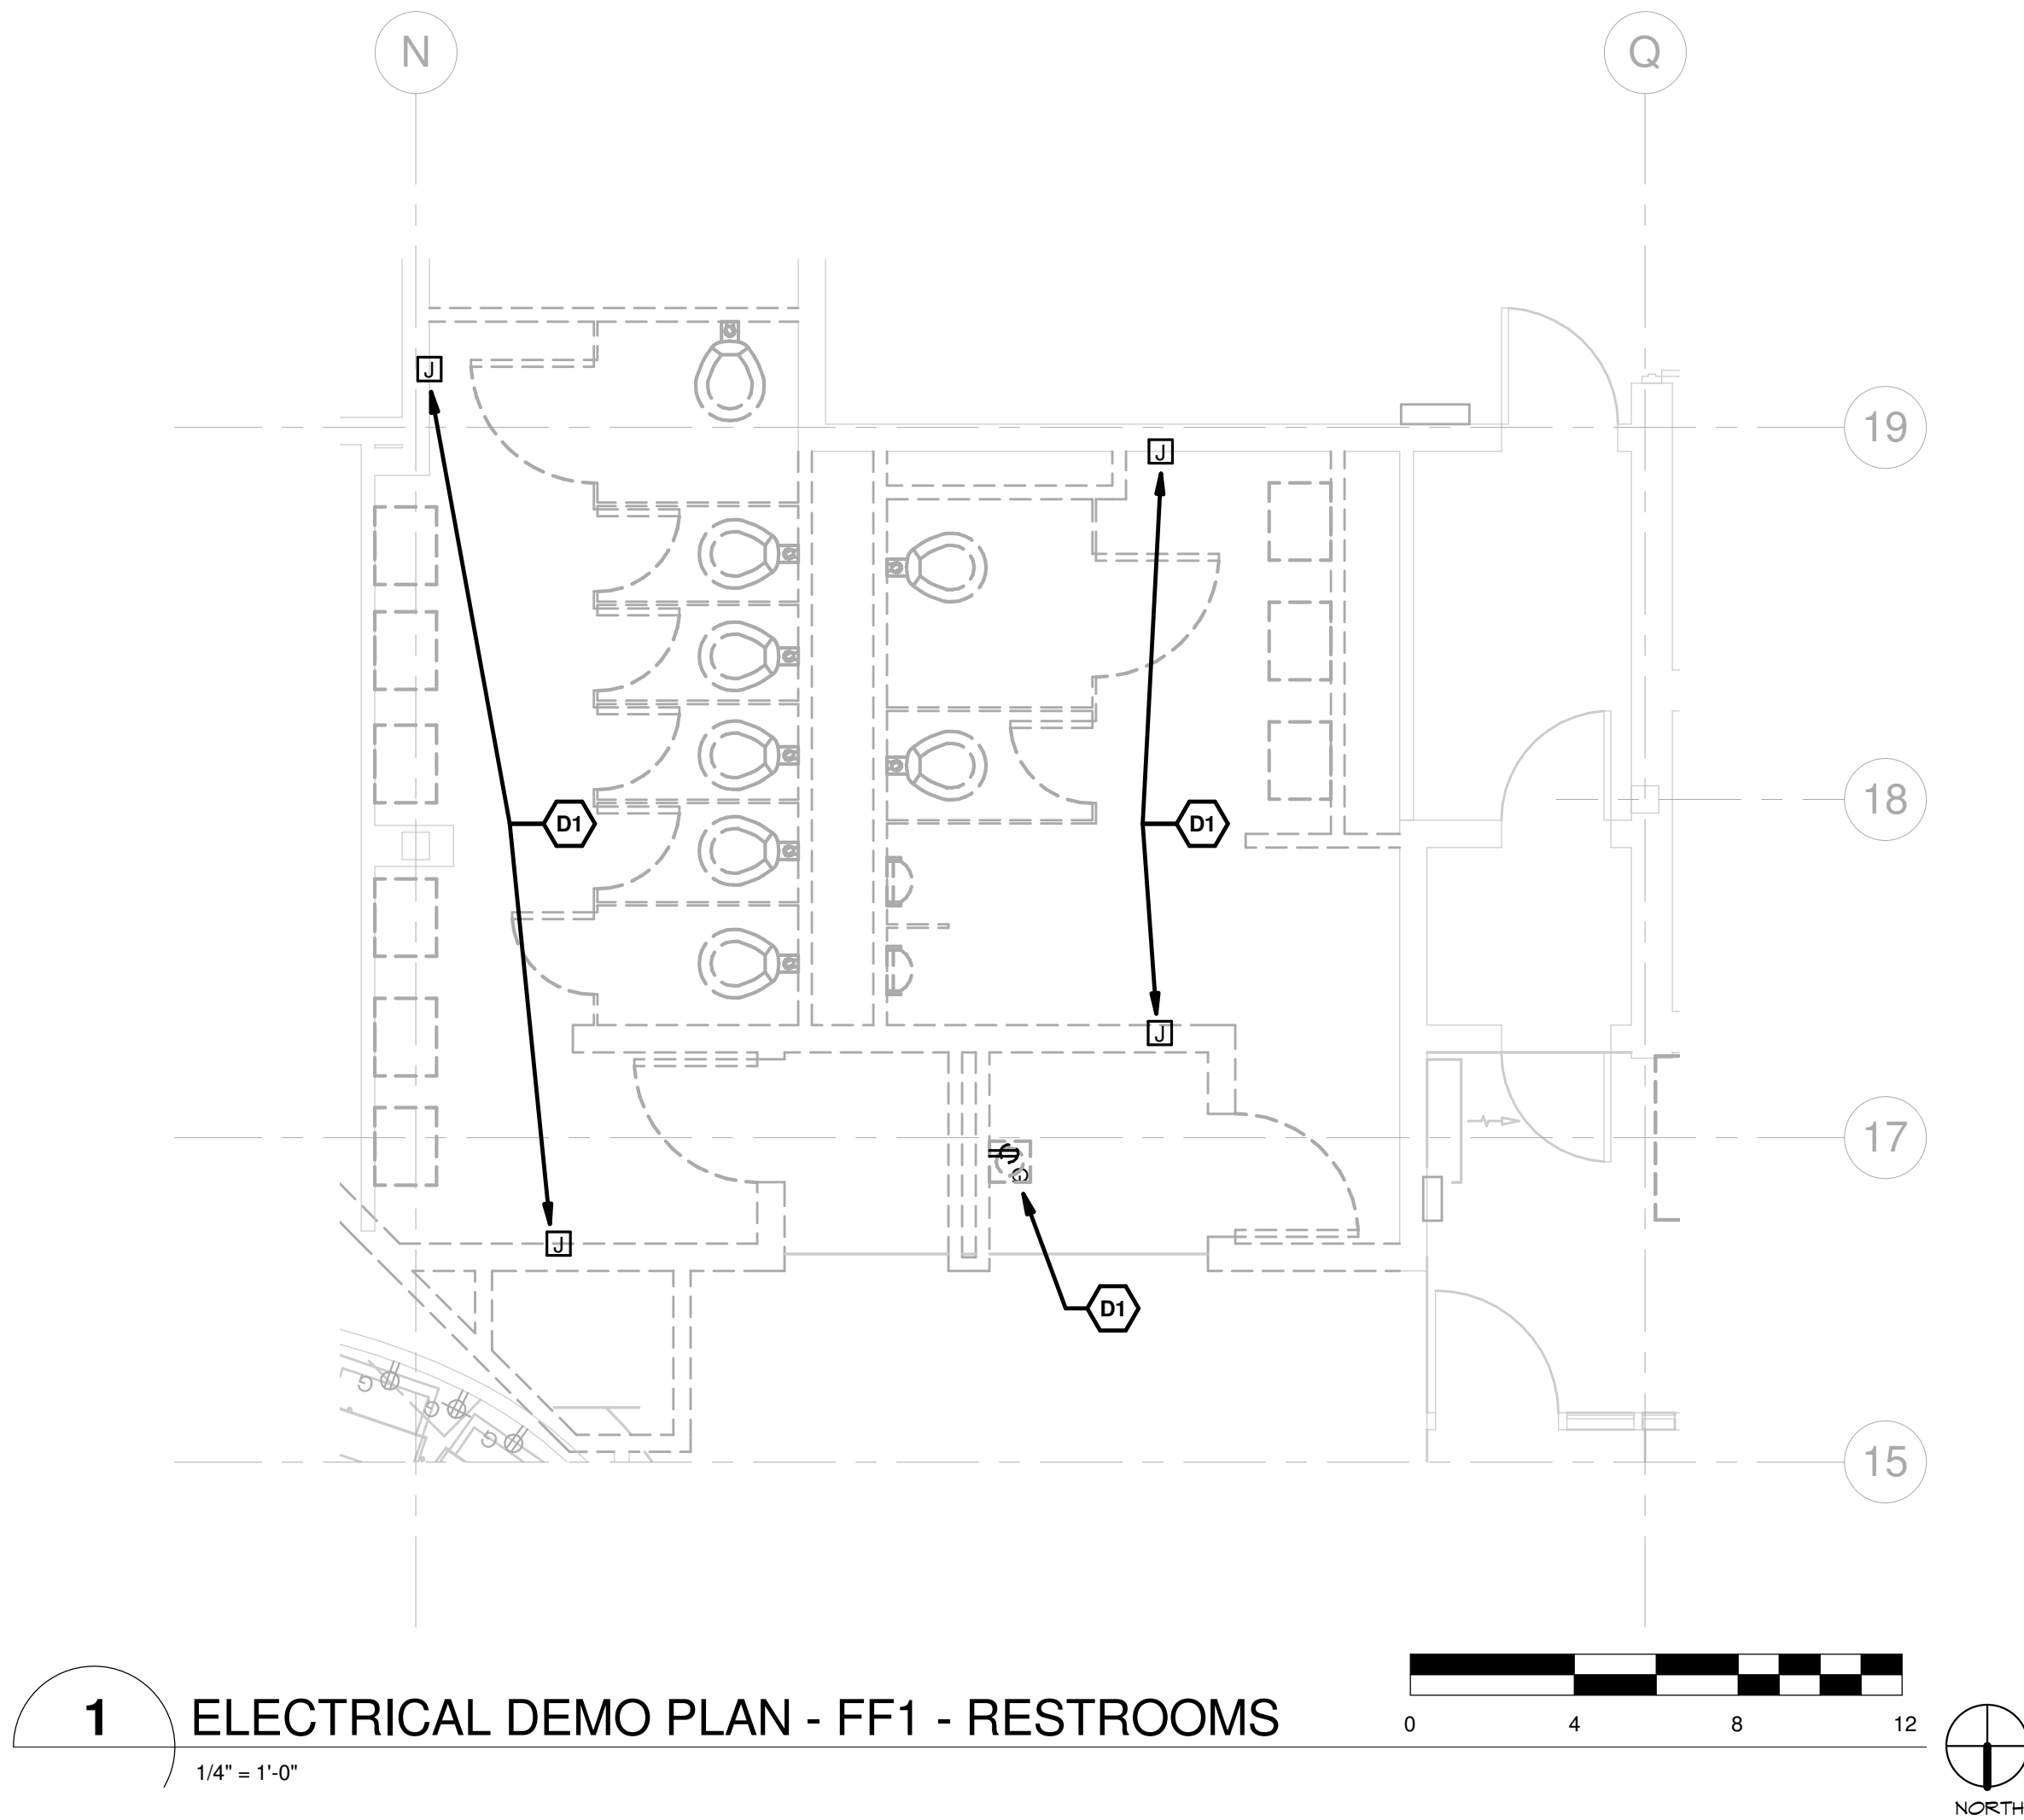 N
Q
J
19
J
D1
D1
18
J
17
G
J
D1
G
G
G
15
1
ELECTRICAL DEMO PLAN - FF1 - RESTROOMS
1/4" = 1'-0"
0 4 8 12
NORTH